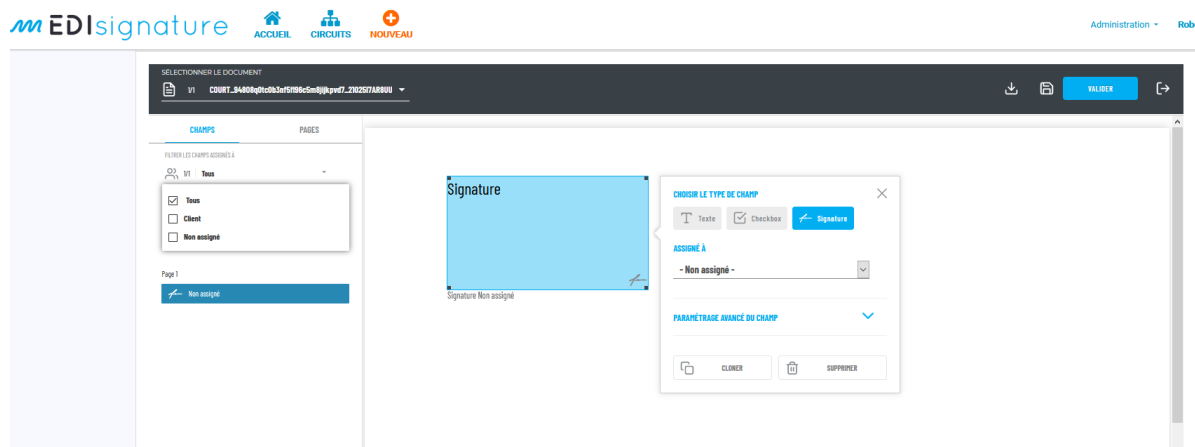 EDIsignature
ACCUEIL
CIRCUITS
NOUVEAU
Administration
Rob
SÉLECTIONNER LE DOCUMENT
1/1
VALIDER
CHAMPS
PAGES
FILTRER LES CHAMPS ASSIGNÉS À
1/1 Tous
Tous
Client
Non assigné
Page 1
Non assigné
Signature
Signature Non assigné
CHOISIR LE TYPE DE CHAMP
Texte
Checkbox
Signature
ASSIGNÉ À
- Non assigné -
PARAMÉTRAGE AVANCÉ DU CHAMP
CLONER
SUPPRIMER